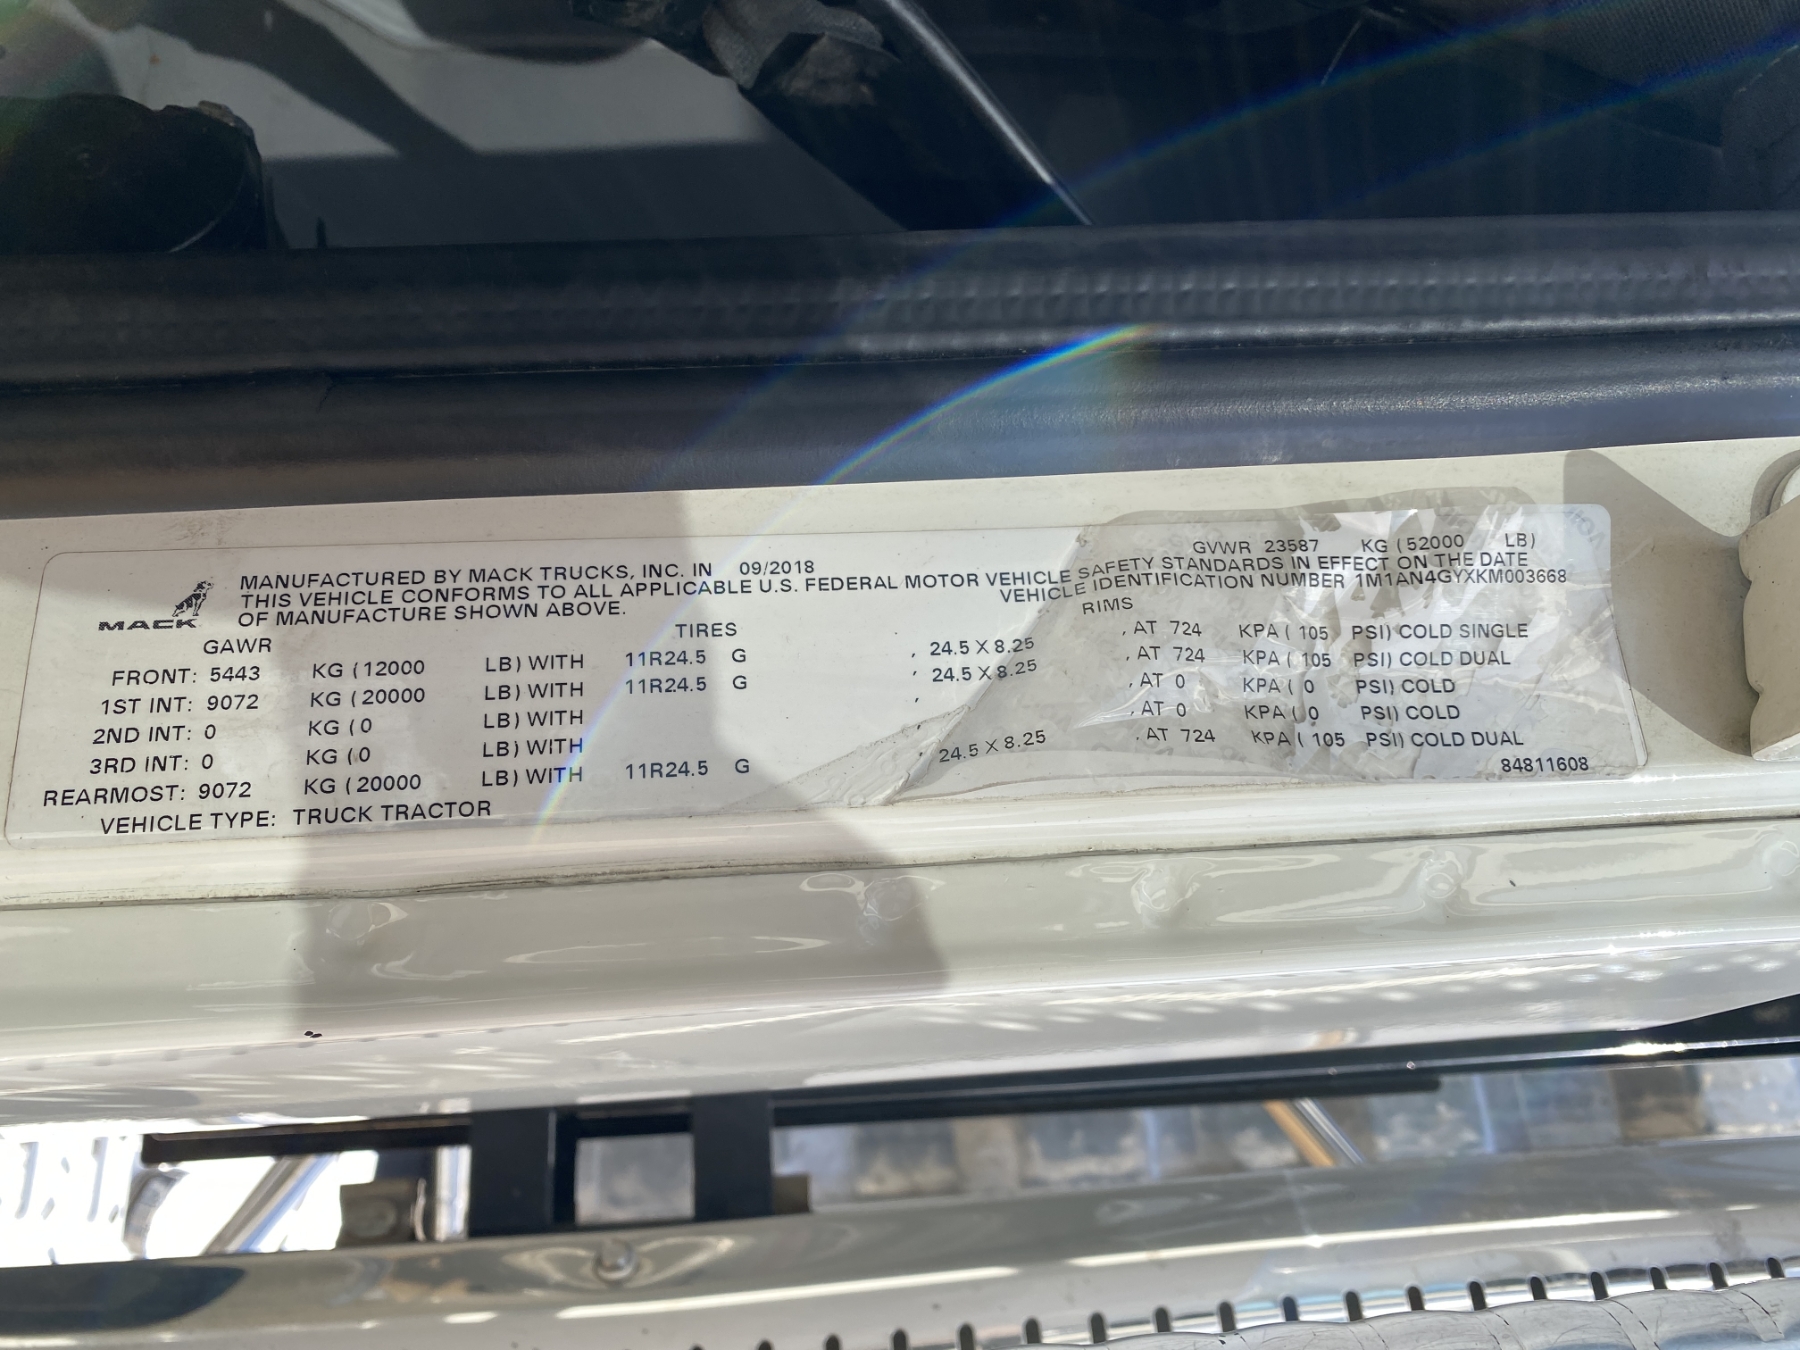 MANUFACTURED BY MACK TRUCKS, INC. IN 09/2018 GVWR 23587 KG (52000 LB)
THIS VEHICLE CONFORMS TO ALL APPLICABLE U.S. FEDERAL MOTOR VEHICLE SAFETY STANDARDS IN EFFECT ON THE DATE
OF MANUFACTURE SHOWN ABOVE. VEHICLE IDENTIFICATION NUMBER 1M1AN4GYXKM003668
MACK
GAWR TIRES RIMS
FRONT: 5443 KG (12000 LB) WITH 11R24.5 G , 24.5 X 8.25 , AT 724 KPA ( 105 PSI) COLD SINGLE
1ST INT: 9072 KG (20000 LB) WITH 11R24.5 G , 24.5 X 8.25 , AT 724 KPA ( 105 PSI) COLD DUAL
2ND INT: 0 KG (0 LB) WITH , , AT 0 KPA ( 0 PSI) COLD
3RD INT: 0 KG (0 LB) WITH , , AT 0 KPA ( 0 PSI) COLD
REARMOST: 9072 KG (20000 LB) WITH 11R24.5 G , 24.5 X 8.25 , AT 724 KPA ( 105 PSI) COLD DUAL
VEHICLE TYPE: TRUCK TRACTOR 84811608